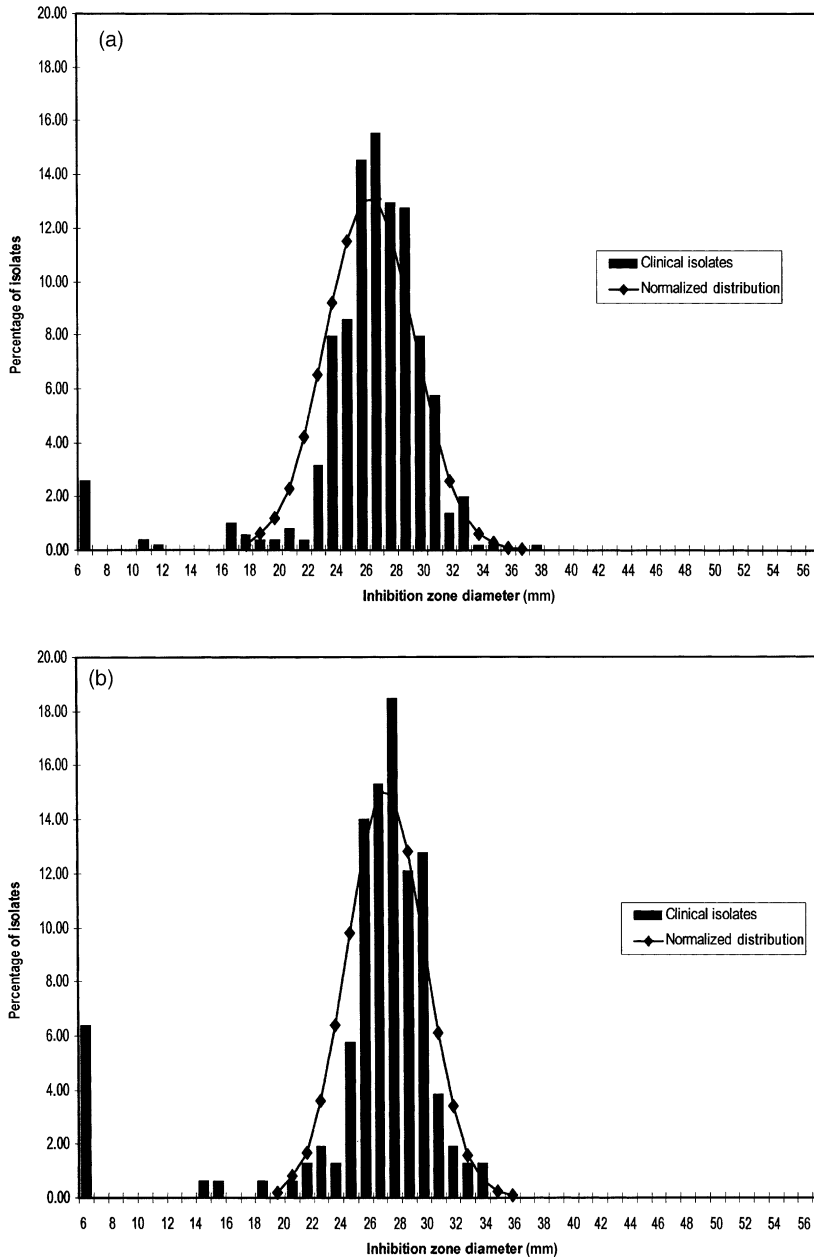 (a)
20.00
18.00
16.00
14.00
12.00
10.00
8.00
6.00
4.00
2.00
0.00
Percentage of isolates
Clinical isolates
Normalized distribution
6 8 10 12 14 16 18 20 22 24 26 28 30 32 34 36 38 40 42 44 46 48 50 52 54 56
Inhibition zone diameter (mm)
(b)
20.00
18.00
16.00
14.00
12.00
10.00
8.00
6.00
4.00
2.00
0.00
Percentage of isolates
Clinical isolates
Normalized distribution
6 8 10 12 14 16 18 20 22 24 26 28 30 32 34 36 38 40 42 44 46 48 50 52 54 56
Inhibition zone diameter (mm)